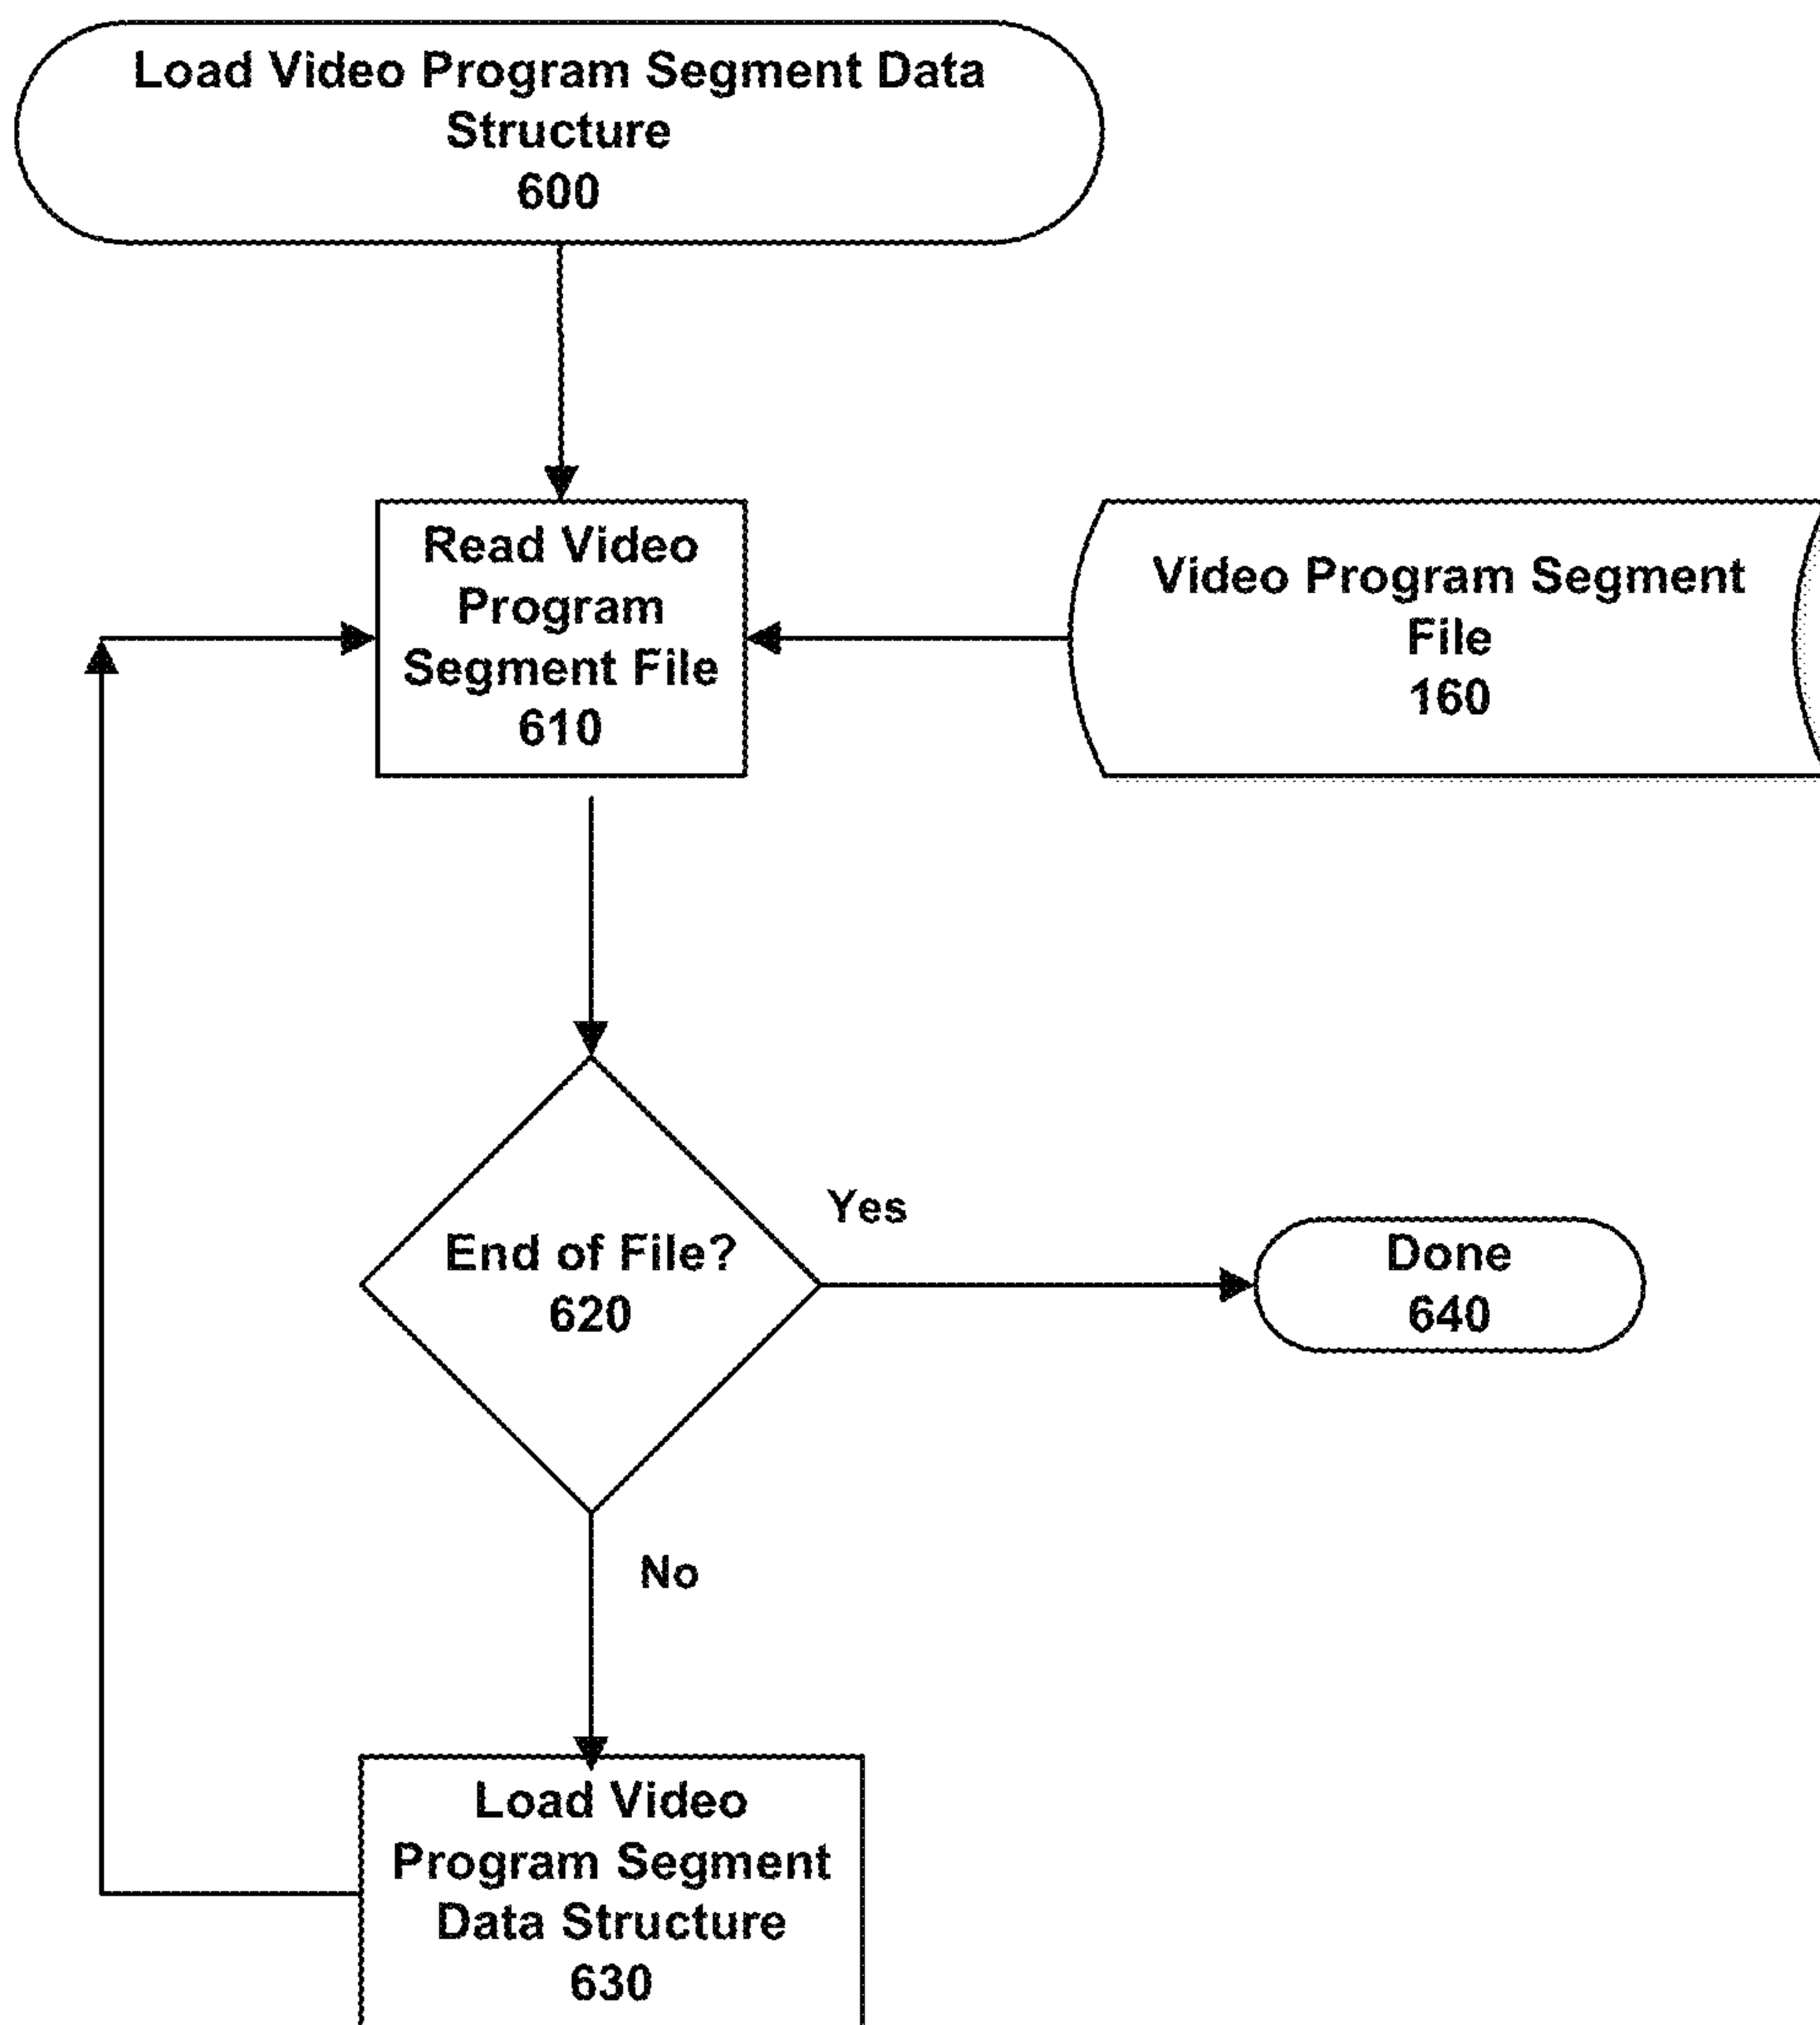 Load Video Program Segment Data
Structure
600
Read Video
Program
Segment File
610
Video Program Segment
File
160
End of File?
620
Yes
Done
640
No
Load Video
Program Segment
Data Structure
630